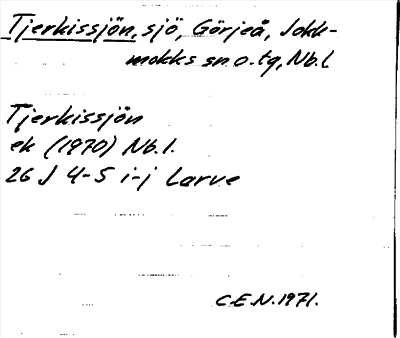 Tjerkissjön, sjö, Görjeå, Jokk-
mokks sn o. tg, Nb.l
Tjerkissjön
ek (1970) Nb.l.
26 J 4-5 i-j Larve
C.E.N. 1971.